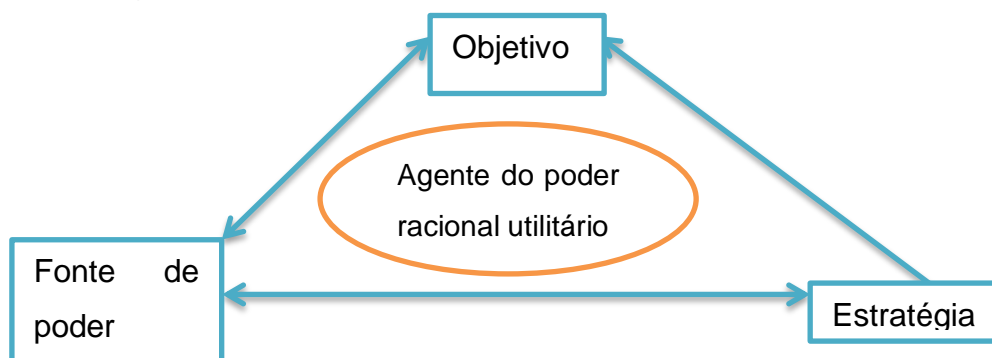 Objetivo
Agente do poder
racional utilitário
Fonte de
poder
Estratégia